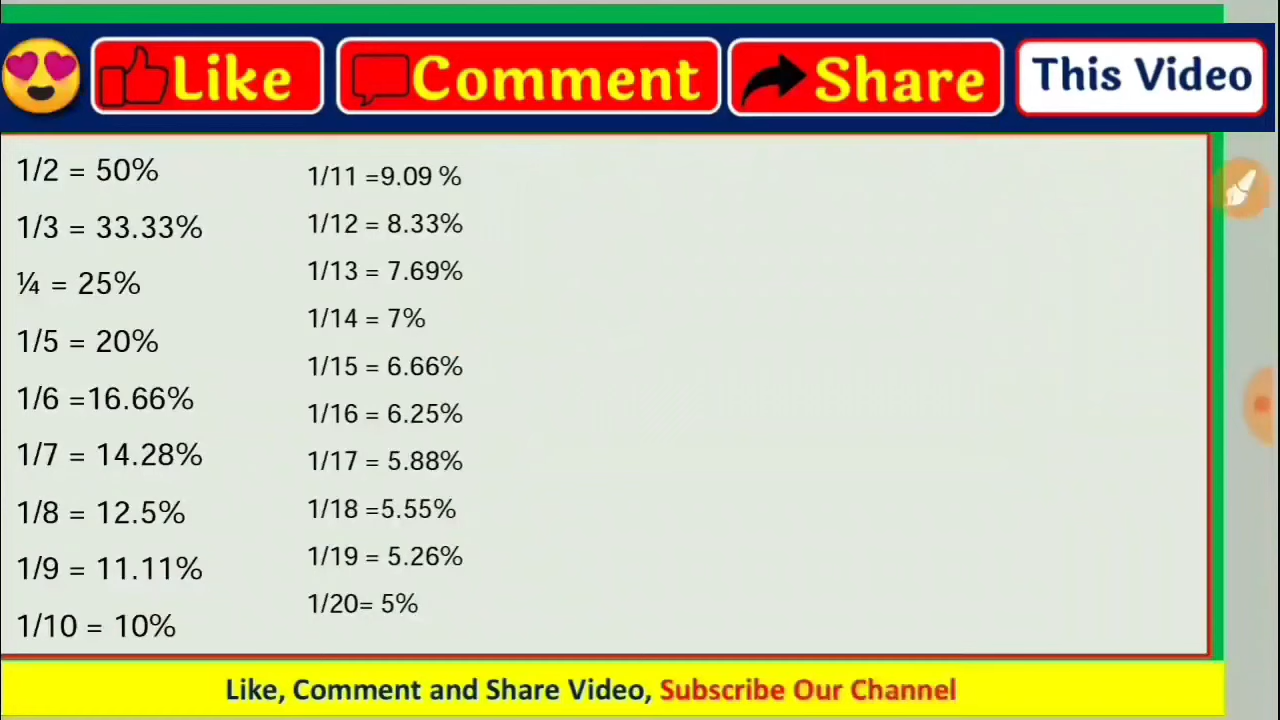 Like Comment Share This Video
1/2 = 50%
1/3 = 33.33%
¼ = 25%
1/5 = 20%
1/6 =16.66%
1/7 = 14.28%
1/8 = 12.5%
1/9 = 11.11%
1/10 = 10%
1/11 =9.09 %
1/12 = 8.33%
1/13 = 7.69%
1/14 = 7%
1/15 = 6.66%
1/16 = 6.25%
1/17 = 5.88%
1/18 =5.55%
1/19 = 5.26%
1/20= 5%
Like, Comment and Share Video, Subscribe Our Channel